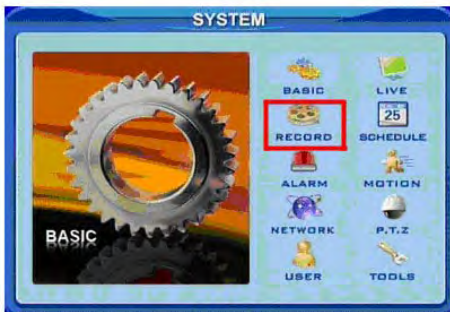 SYSTEM
BASIC LIVE
25
RECORD SCHEDULE
ALARM MOTION
BASIC
NETWORK P.T.Z
USER TOOLS